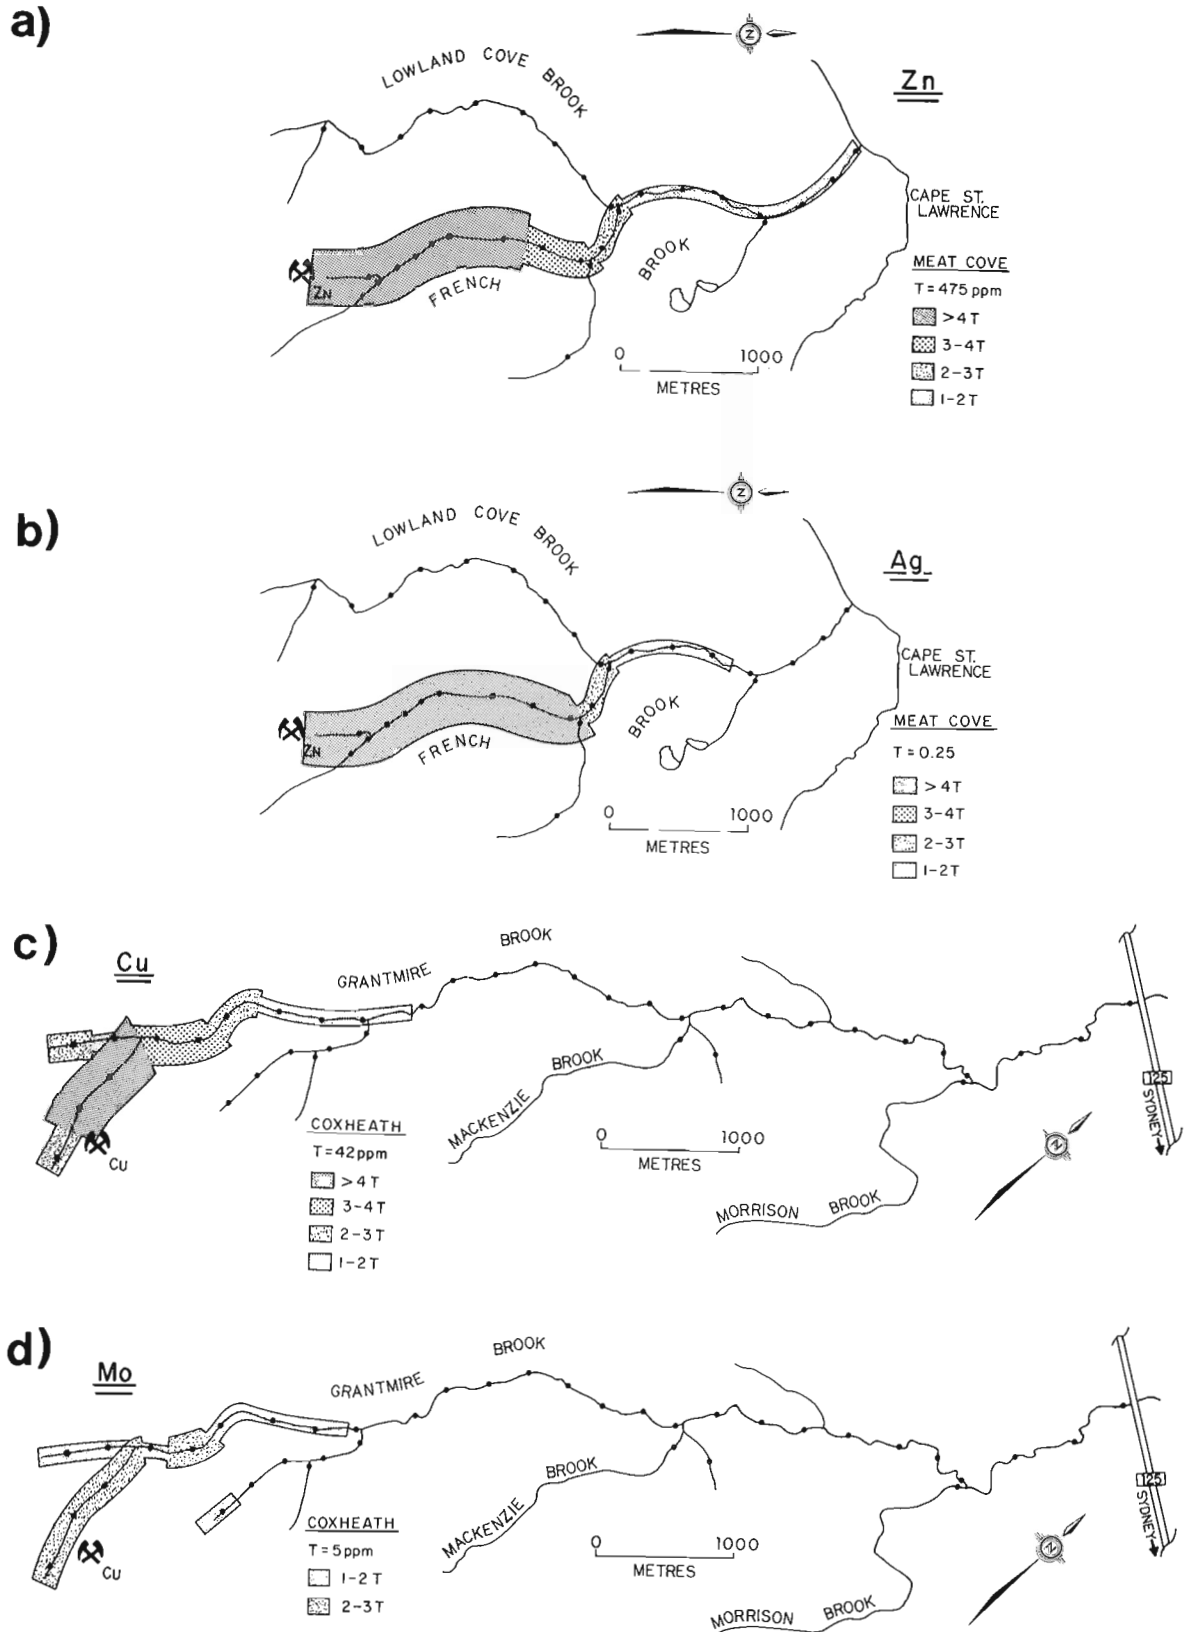 a)
Z
Zn
LOWLAND COVE BROOK
CAPE ST.
LAWRENCE
BROOK
FRENCH
ZN
MEAT COVE
T = 475 ppm
>4T
3-4T
2-3T
1-2T
0 1000
METRES
b)
Z
Ag
LOWLAND COVE BROOK
CAPE ST.
LAWRENCE
BROOK
FRENCH
ZN
MEAT COVE
T = 0.25
>4T
3-4T
2-3T
1-2T
0 1000
METRES
c)
Cu
GRANTMIRE BROOK
MACKENZIE BROOK
Cu
COXHEATH
T = 42 ppm
>4T
3-4T
2-3T
1-2T
0 1000
METRES
MORRISON BROOK
125
SYDNEY
Z
d)
Mo
GRANTMIRE BROOK
MACKENZIE BROOK
Cu
COXHEATH
T = 5 ppm
1-2T
2-3T
0 1000
METRES
MORRISON BROOK
125
SYDNEY
Z